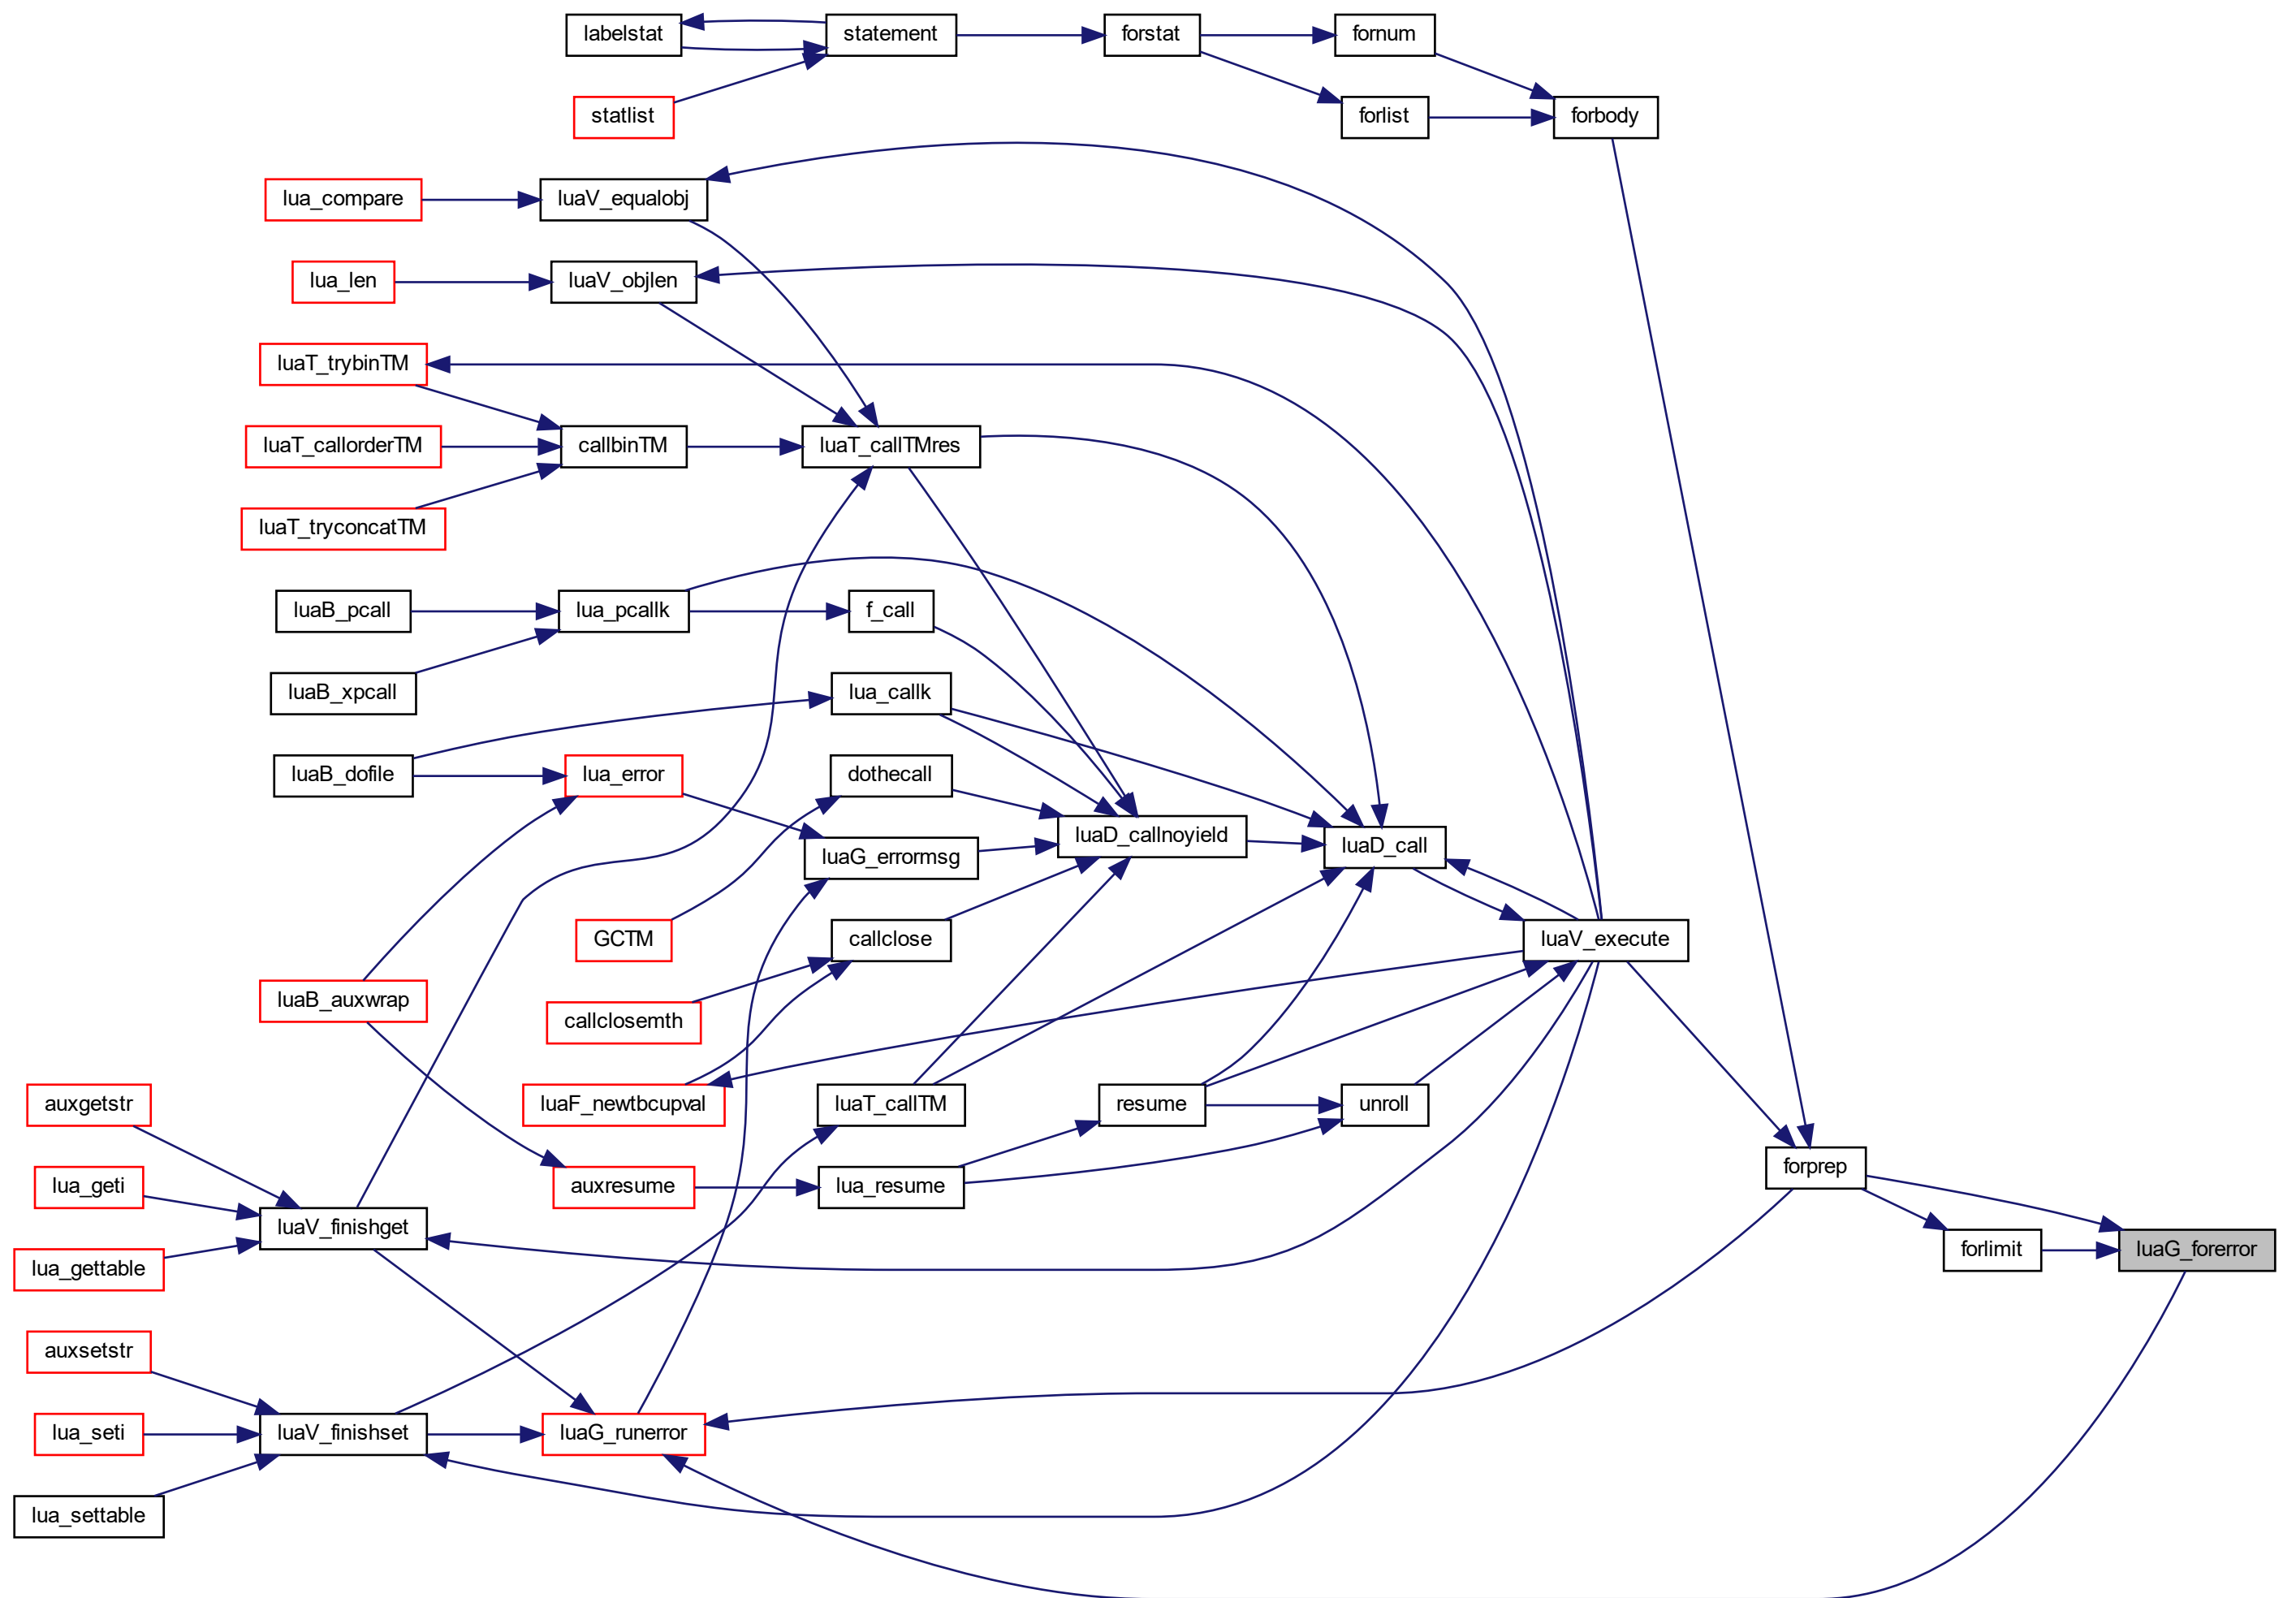 labelstat
statement
forstat
fornum
statlist
forlist
forbody
lua_compare
luaV_equalobj
lua_len
luaV_objlen
luaT_trybinTM
luaT_callorderTM
callbinTM
luaT_callTMres
luaT_tryconcatTM
luaB_pcall
lua_pcallk
f_call
luaB_xpcall
lua_callk
luaB_dofile
lua_error
dothecall
luaD_callnoyield
luaG_errormsg
luaD_call
GCTM
callclose
luaV_execute
luaB_auxwrap
callclosemth
auxgetstr
luaF_newtbcupval
luaT_callTM
resume
unroll
lua_geti
auxresume
lua_resume
forprep
luaV_finishget
lua_gettable
forlimit
luaG_forerror
auxsetstr
lua_seti
luaV_finishset
luaG_runerror
lua_settable